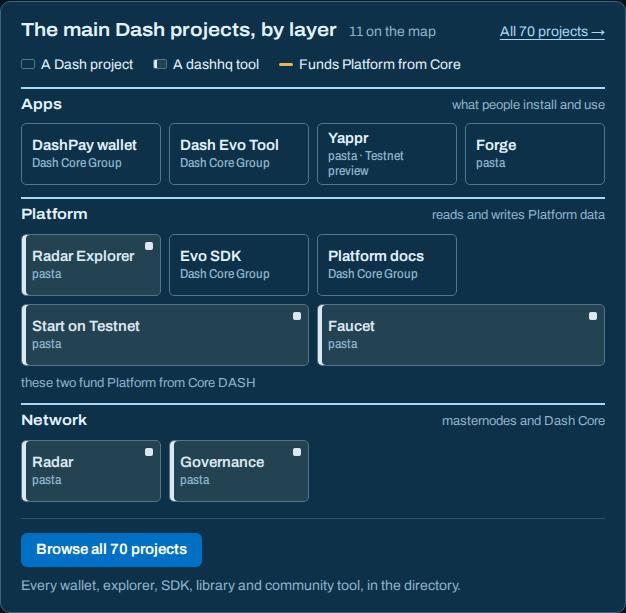 The main Dash projects, by layer 11 on the map All 70 projects →
A Dash project A dashhq tool Funds Platform from Core
Apps what people install and use
DashPay wallet
Dash Core Group
Dash Evo Tool
Dash Core Group
Yappr
pasta · Testnet
preview
Forge
pasta
Platform reads and writes Platform data
Radar Explorer
pasta
Evo SDK
Dash Core Group
Platform docs
Dash Core Group
Start on Testnet
pasta
Faucet
pasta
these two fund Platform from Core DASH
Network masternodes and Dash Core
Radar
pasta
Governance
pasta
Browse all 70 projects
Every wallet, explorer, SDK, library and community tool, in the directory.